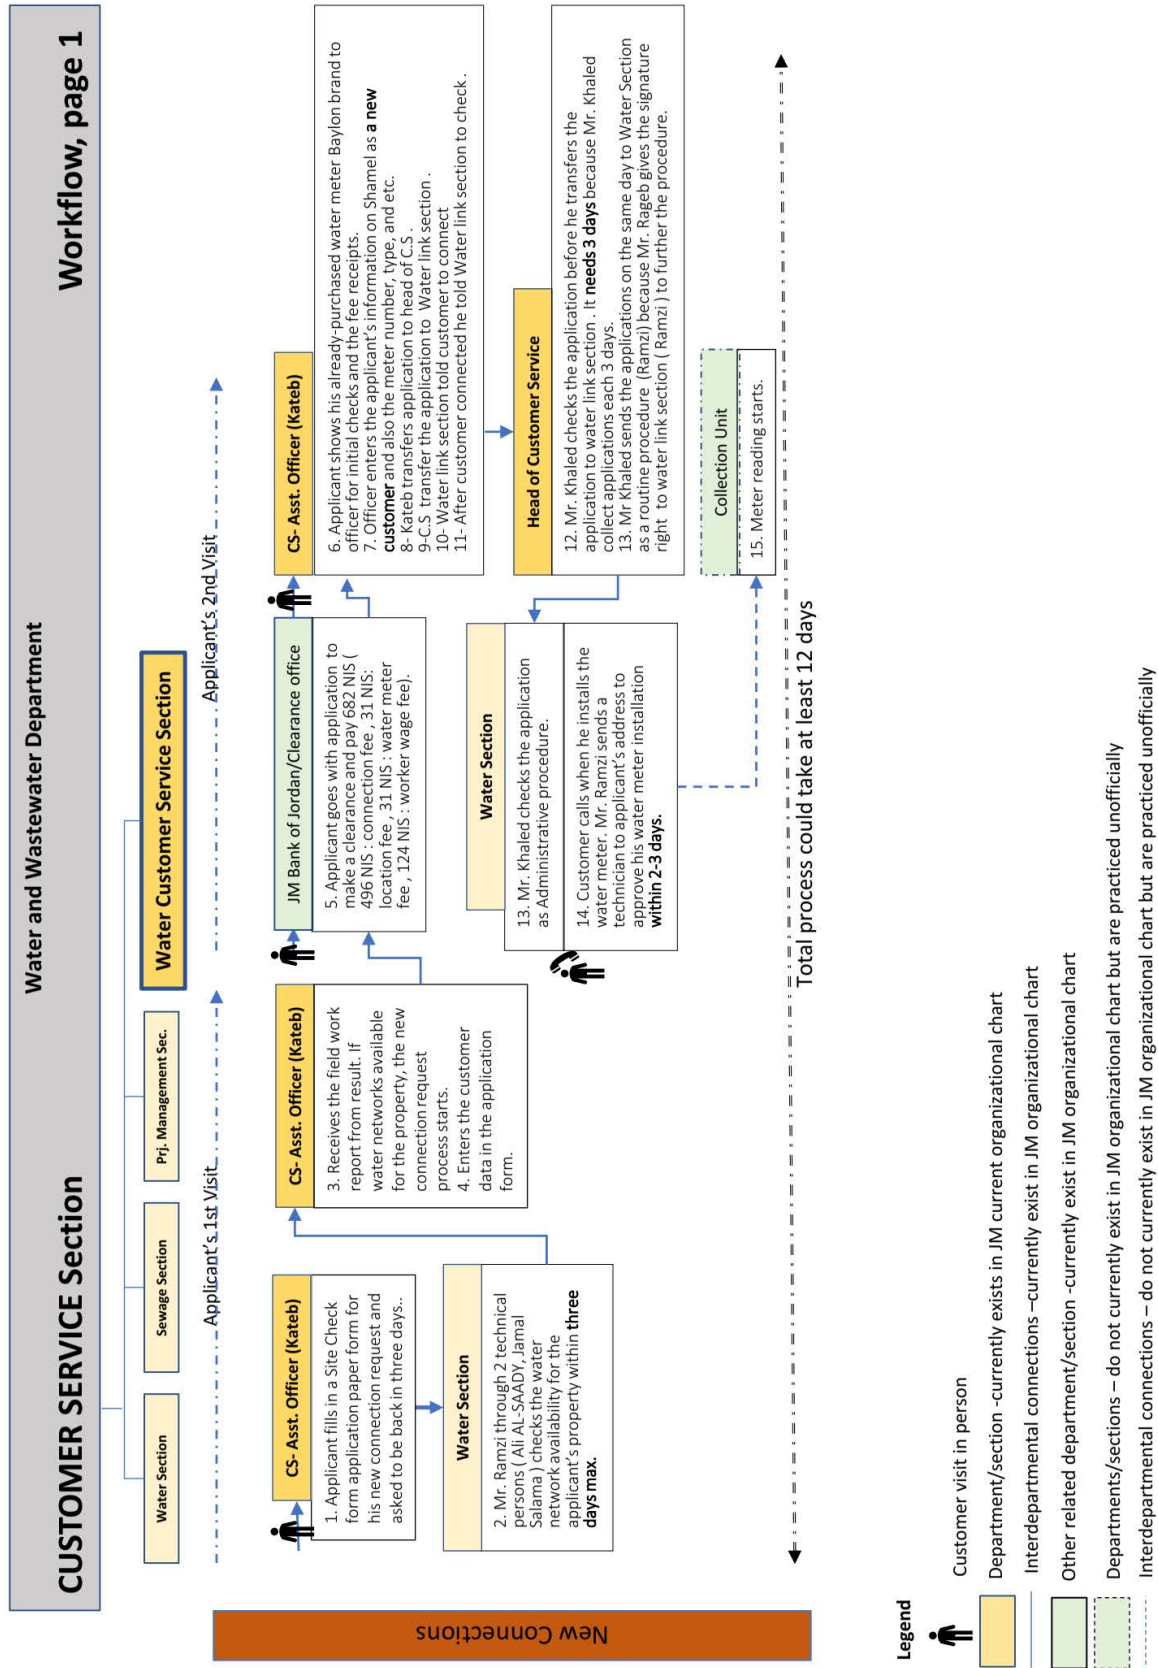 Water and Wastewater Department
CUSTOMER SERVICE Section
Workflow, page 1
Water Section
Sewage Section
Prj. Management Sec.
Water Customer Service Section
Applicant's 1st Visit
Applicant's 2nd Visit
New Connections
CS- Asst. Officer (Kateb)
1. Applicant fills in a Site Check
form application paper form for
his new connection request and
asked to be back in three days..
Water Section
2. Mr. Ramzi through 2 technical
persons ( Ali AL-SAADY, Jamal
Salama ) checks the water
network availability for the
applicant's property within three
days max.
CS- Asst. Officer (Kateb)
3. Receives the field work
report from result. If
water networks available
for the property, the new
connection request
process starts.
4. Enters the customer
data in the application
form.
JM Bank of Jordan/Clearance office
5. Applicant goes with application to
make a clearance and pay 682 NIS (
496 NIS : connection fee , 31 NIS:
location fee , 31 NIS : water meter
fee , 124 NIS : worker wage fee).
CS- Asst. Officer (Kateb)
6. Applicant shows his already-purchased water meter Baylon brand to
officer for initial checks and the fee receipts.
7. Officer enters the applicant's information on Shamel as a new
customer and also the meter number, type, and etc.
8- Kateb transfers application to head of C.S .
9-C.S transfer the application to Water link section .
10- Water link section told customer to connect
11- After customer connected he told Water link section to check .
Head of Customer Service
12. Mr. Khaled checks the application before he transfers the
application to water link section . It needs 3 days because Mr. Khaled
collect applications each 3 days.
13. Mr Khaled sends the applications on the same day to Water Section
as a routine procedure (Ramzi) because Mr. Rageb gives the signature
right to water link section ( Ramzi ) to further the procedure.
Water Section
13. Mr. Khaled checks the application
as Administrative procedure.
14. Customer calls when he installs the
water meter. Mr. Ramzi sends a
technician to applicant's address to
approve his water meter installation
within 2-3 days.
Collection Unit
15. Meter reading starts.
Total process could take at least 12 days
Legend
Customer visit in person
Department/section -currently exists in JM current organizational chart
Interdepartmental connections –currently exist in JM organizational chart
Other related department/section -currently exist in JM organizational chart
Departments/sections – do not currently exist in JM organizational chart but are practiced unofficially
Interdepartmental connections – do not currently exist in JM organizational chart but are practiced unofficially